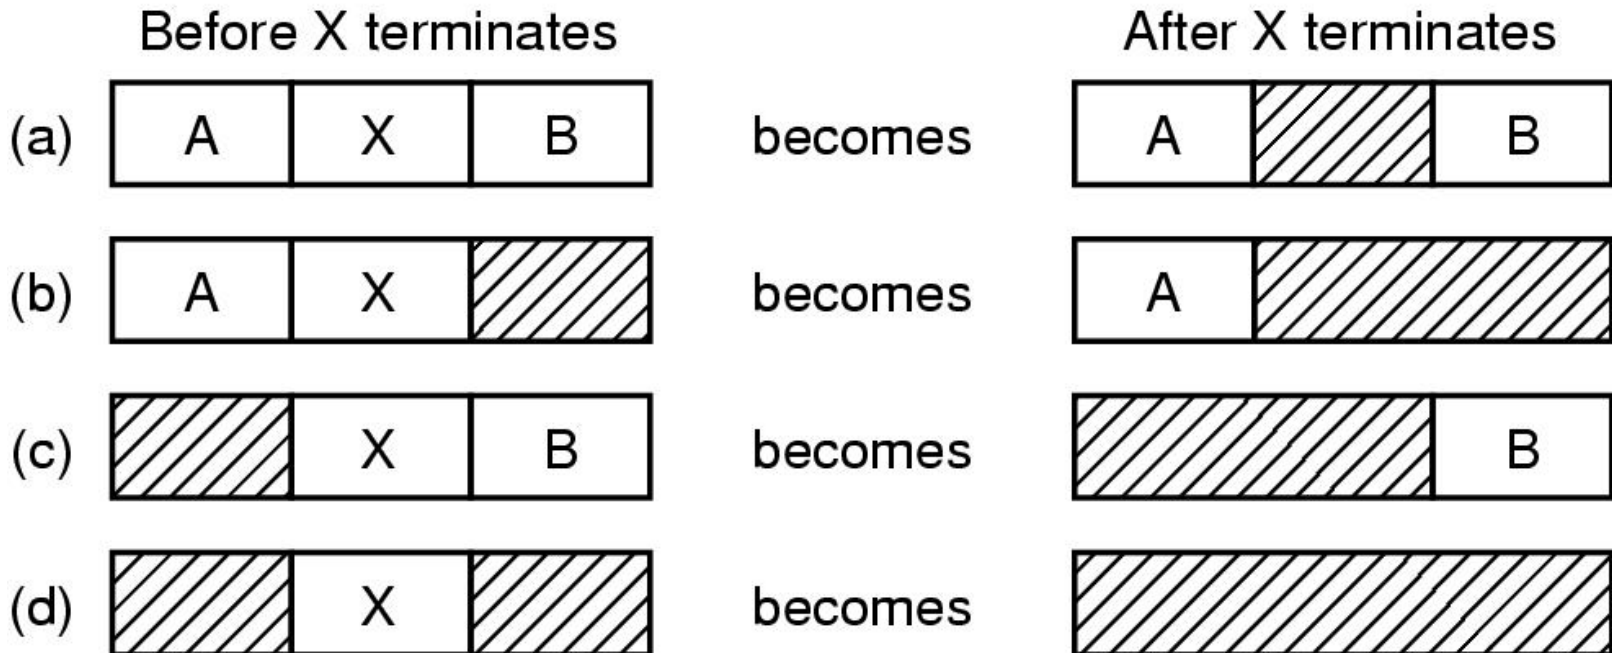 Before X terminates After X terminates
(a) A X B becomes A B
(b) A X becomes A
(c) X B becomes B
(d) X becomes